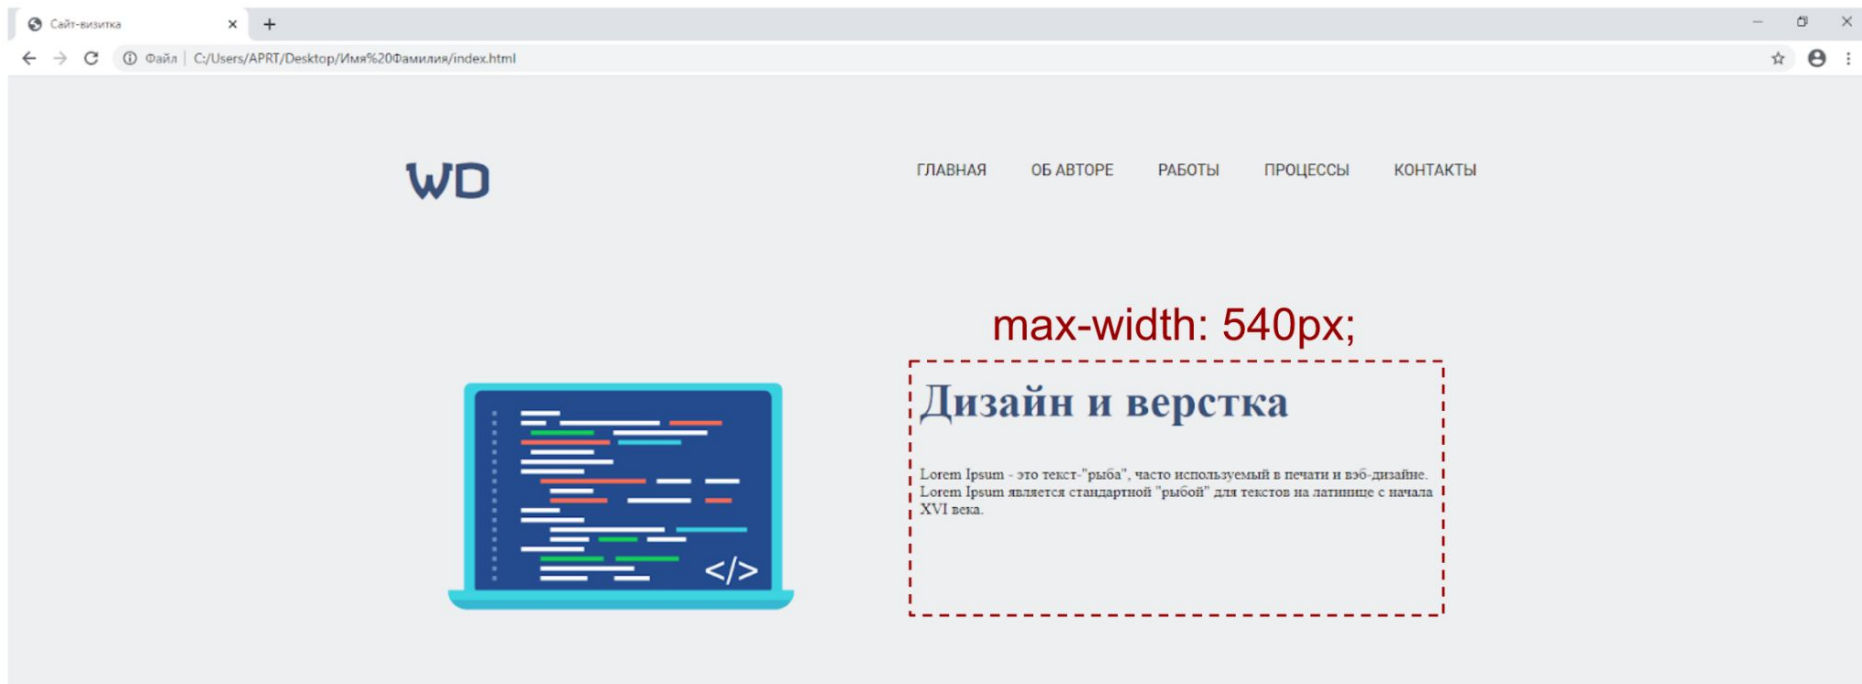 Сайт-визитка
Файл | C:/Users/APRT/Desktop/Имя%20Фамилия/index.html
WD
ГЛАВНАЯ ОБ АВТОРЕ РАБОТЫ ПРОЦЕССЫ КОНТАКТЫ
max-width: 540px;
Дизайн и верстка
Lorem Ipsum - это текст-"рыба", часто используемый в печати и вэб-дизайне.
Lorem Ipsum является стандартной "рыбой" для текстов на латинице с начала
XVI века.
</>